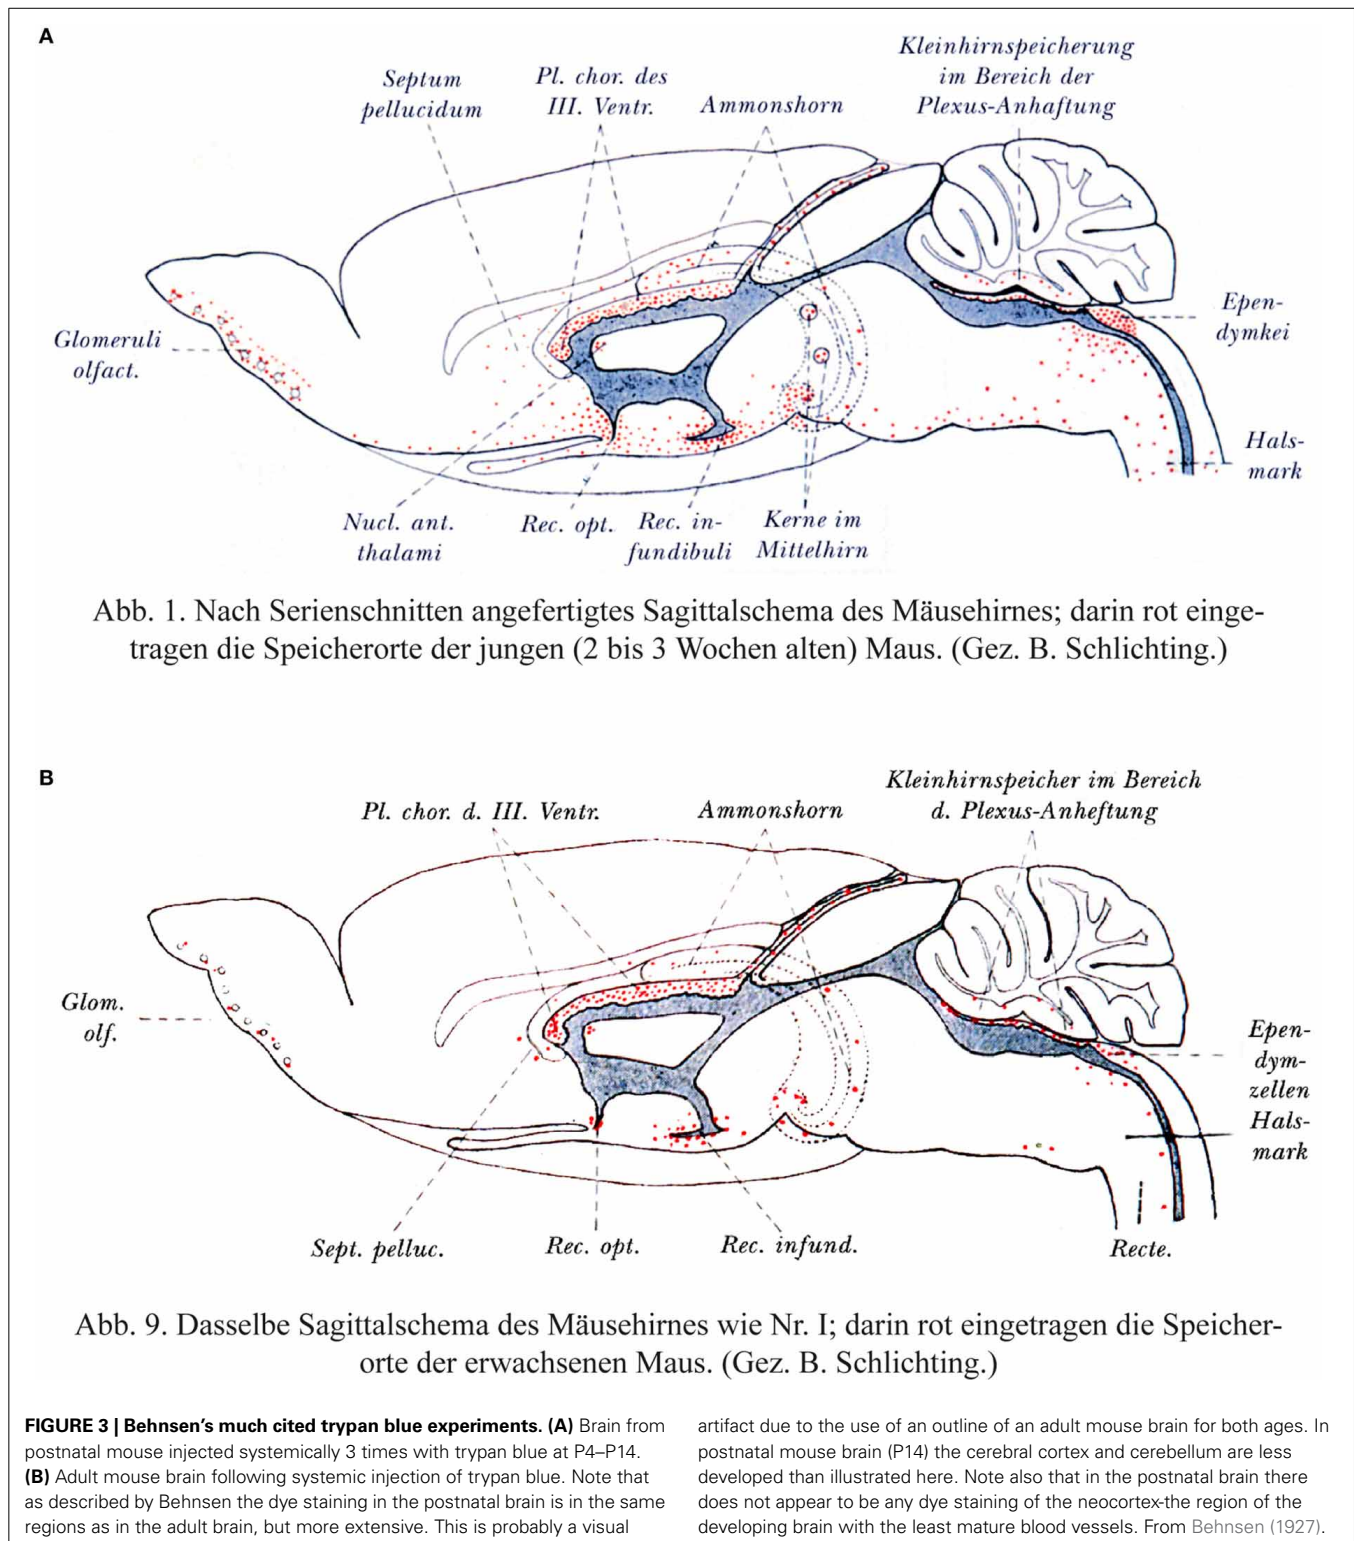 A
Septum
pellucidum
Pl. chor. des
III. Ventr.
Ammonshorn
Kleinhirnspeicherung
im Bereich der
Plexus-Anhaftung
Glomeruli
olfact.
Epen-
dymkei
Hals-
mark
Nucl. ant.
thalami
Rec. opt.
Rec. in-
fundibuli
Kerne im
Mittelhirn
Abb. 1. Nach Serienschnitten angefertigtes Sagittalschema des Mäusehirnes; darin rot einge-
tragen die Speicherorte der jungen (2 bis 3 Wochen alten) Maus. (Gez. B. Schlichting.)
B
Pl. chor. d. III. Ventr.
Ammonshorn
Kleinhirnspeicher im Bereich
d. Plexus-Anheftung
Glom.
olf.
Epen-
dym-
zellen
Hals-
mark
Sept. pelluc.
Rec. opt.
Rec. infund.
Recte.
Abb. 9. Dasselbe Sagittalschema des Mäusehirnes wie Nr. I; darin rot eingetragen die Speicher-
orte der erwachsenen Maus. (Gez. B. Schlichting.)
FIGURE 3 | Behnsen's much cited trypan blue experiments. (A) Brain from
postnatal mouse injected systemically 3 times with trypan blue at P4–P14.
(B) Adult mouse brain following systemic injection of trypan blue. Note that
as described by Behnsen the dye staining in the postnatal brain is in the same
regions as in the adult brain, but more extensive. This is probably a visual
artifact due to the use of an outline of an adult mouse brain for both ages. In
postnatal mouse brain (P14) the cerebral cortex and cerebellum are less
developed than illustrated here. Note also that in the postnatal brain there
does not appear to be any dye staining of the neocortex-the region of the
developing brain with the least mature blood vessels. From Behnsen (1927).